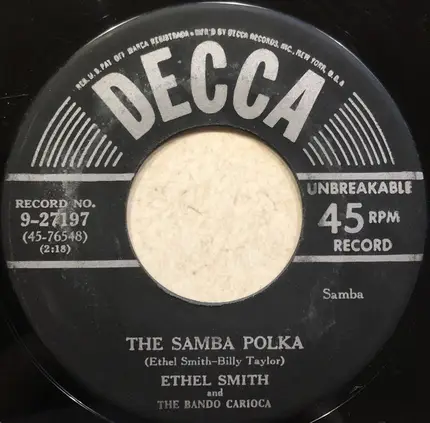 REG. U.S. PAT. OFF. MARCA REGISTRADA • MFR'D BY DECCA RECORDS, INC., NEW YORK, U.S.A.
DECCA
RECORD NO.
9-27197
(45-76548)
(2:18)
UNBREAKABLE
45 RPM
RECORD
Samba
THE SAMBA POLKA
(Ethel Smith-Billy Taylor)
ETHEL SMITH
and
THE BANDO CARIOCA